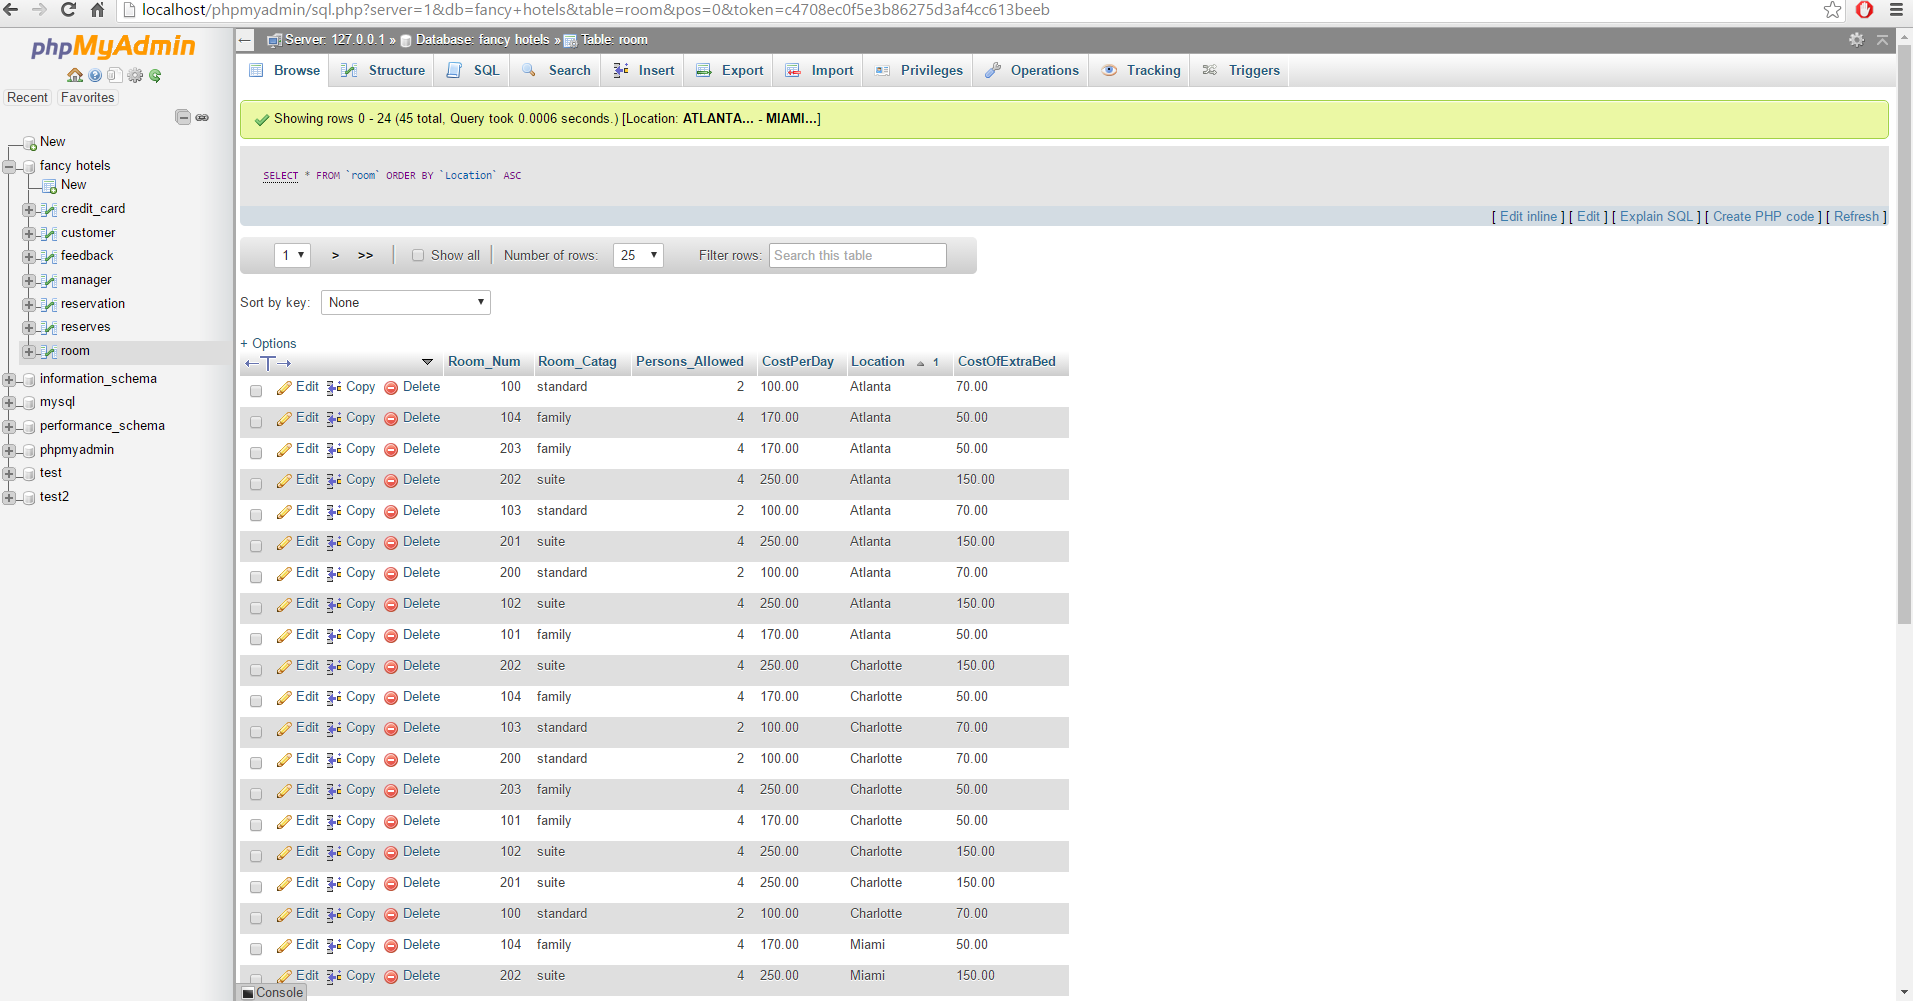 localhost/phpmyadmin/sql.php?server=1&db=fancy+hotels&table=room&pos=0&token=c4708ec0f5e3b86275d3af4cc613beeb
phpMyAdmin
Recent Favorites
New
fancy hotels
New
credit_card
customer
feedback
manager
reservation
reserves
room
information_schema
mysql
performance_schema
phpmyadmin
test
test2
Server: 127.0.0.1 » Database: fancy hotels » Table: room
Browse Structure SQL Search Insert Export Import Privileges Operations Tracking Triggers
Showing rows 0 - 24 (45 total, Query took 0.0006 seconds.) [Location: ATLANTA... - MIAMI...]
SELECT * FROM `room` ORDER BY `Location` ASC
[ Edit inline ] [ Edit ] [ Explain SQL ] [ Create PHP code ] [ Refresh ]
1 > >> Show all Number of rows: 25 Filter rows: Search this table
Sort by key: None
+ Options
←T→ Room_Num Room_Catag Persons_Allowed CostPerDay Location 1 CostOfExtraBed
Edit Copy Delete 100 standard 2 100.00 Atlanta 70.00
Edit Copy Delete 104 family 4 170.00 Atlanta 50.00
Edit Copy Delete 203 family 4 170.00 Atlanta 50.00
Edit Copy Delete 202 suite 4 250.00 Atlanta 150.00
Edit Copy Delete 103 standard 2 100.00 Atlanta 70.00
Edit Copy Delete 201 suite 4 250.00 Atlanta 150.00
Edit Copy Delete 200 standard 2 100.00 Atlanta 70.00
Edit Copy Delete 102 suite 4 250.00 Atlanta 150.00
Edit Copy Delete 101 family 4 170.00 Atlanta 50.00
Edit Copy Delete 202 suite 4 250.00 Charlotte 150.00
Edit Copy Delete 104 family 4 170.00 Charlotte 50.00
Edit Copy Delete 103 standard 2 100.00 Charlotte 70.00
Edit Copy Delete 200 standard 2 100.00 Charlotte 70.00
Edit Copy Delete 203 family 4 250.00 Charlotte 50.00
Edit Copy Delete 101 family 4 170.00 Charlotte 50.00
Edit Copy Delete 102 suite 4 250.00 Charlotte 150.00
Edit Copy Delete 201 suite 4 250.00 Charlotte 150.00
Edit Copy Delete 100 standard 2 100.00 Charlotte 70.00
Edit Copy Delete 104 family 4 170.00 Miami 50.00
Edit Copy Delete 202 suite 4 250.00 Miami 150.00
Console